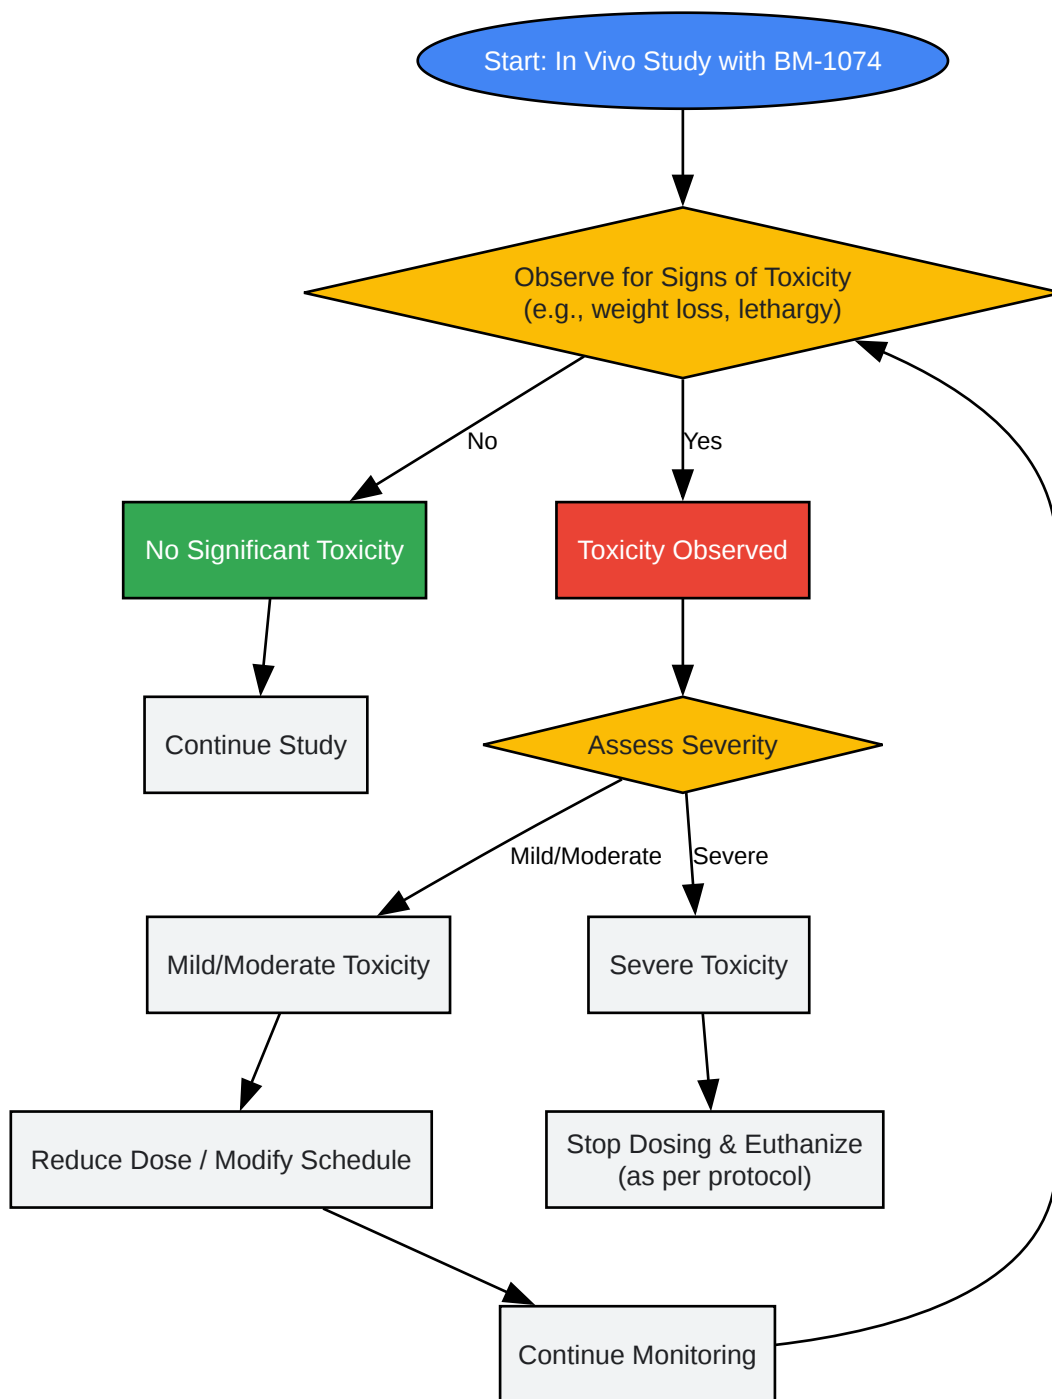 Start: In Vivo Study with BM-1074
Observe for Signs of Toxicity
(e.g., weight loss, lethargy)
No
Yes
No Significant Toxicity
Toxicity Observed
Continue Study
Assess Severity
Mild/Moderate
Severe
Mild/Moderate Toxicity
Severe Toxicity
Reduce Dose / Modify Schedule
Stop Dosing & Euthanize
(as per protocol)
Continue Monitoring